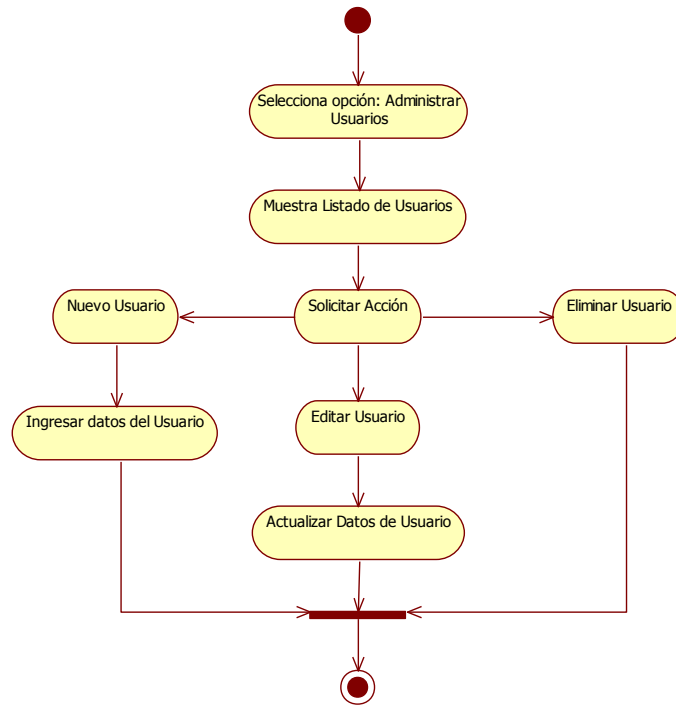 Selecciona opción: Administrar
Usuarios
Muestra Listado de Usuarios
Nuevo Usuario
Solicitar Acción
Eliminar Usuario
Ingresar datos del Usuario
Editar Usuario
Actualizar Datos de Usuario